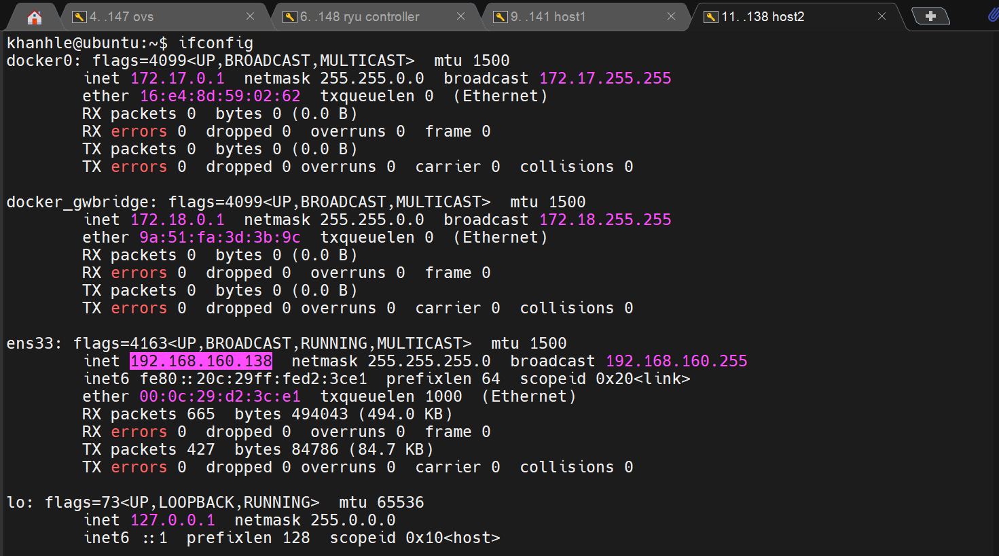 4. .147 ovs
6. .148 ryu controller
9. .141 host1
11. .138 host2
khanhle@ubuntu:~$ ifconfig
docker0: flags=4099<UP,BROADCAST,MULTICAST>  mtu 1500
        inet 172.17.0.1  netmask 255.255.0.0  broadcast 172.17.255.255
        ether 16:e4:8d:59:02:62  txqueuelen 0  (Ethernet)
        RX packets 0  bytes 0 (0.0 B)
        RX errors 0  dropped 0  overruns 0  frame 0
        TX packets 0  bytes 0 (0.0 B)
        TX errors 0  dropped 0 overruns 0  carrier 0  collisions 0
docker_gwbridge: flags=4099<UP,BROADCAST,MULTICAST>  mtu 1500
        inet 172.18.0.1  netmask 255.255.0.0  broadcast 172.18.255.255
        ether 9a:51:fa:3d:3b:9c  txqueuelen 0  (Ethernet)
        RX packets 0  bytes 0 (0.0 B)
        RX errors 0  dropped 0  overruns 0  frame 0
        TX packets 0  bytes 0 (0.0 B)
        TX errors 0  dropped 0 overruns 0  carrier 0  collisions 0
ens33: flags=4163<UP,BROADCAST,RUNNING,MULTICAST>  mtu 1500
        inet 192.168.160.138  netmask 255.255.255.0  broadcast 192.168.160.255
        inet6 fe80::20c:29ff:fed2:3ce1  prefixlen 64  scopeid 0x20<link>
        ether 00:0c:29:d2:3c:e1  txqueuelen 1000  (Ethernet)
        RX packets 665  bytes 494043 (494.0 KB)
        RX errors 0  dropped 0  overruns 0  frame 0
        TX packets 427  bytes 84786 (84.7 KB)
        TX errors 0  dropped 0 overruns 0  carrier 0  collisions 0
lo: flags=73<UP,LOOPBACK,RUNNING>  mtu 65536
        inet 127.0.0.1  netmask 255.0.0.0
        inet6 ::1  prefixlen 128  scopeid 0x10<host>